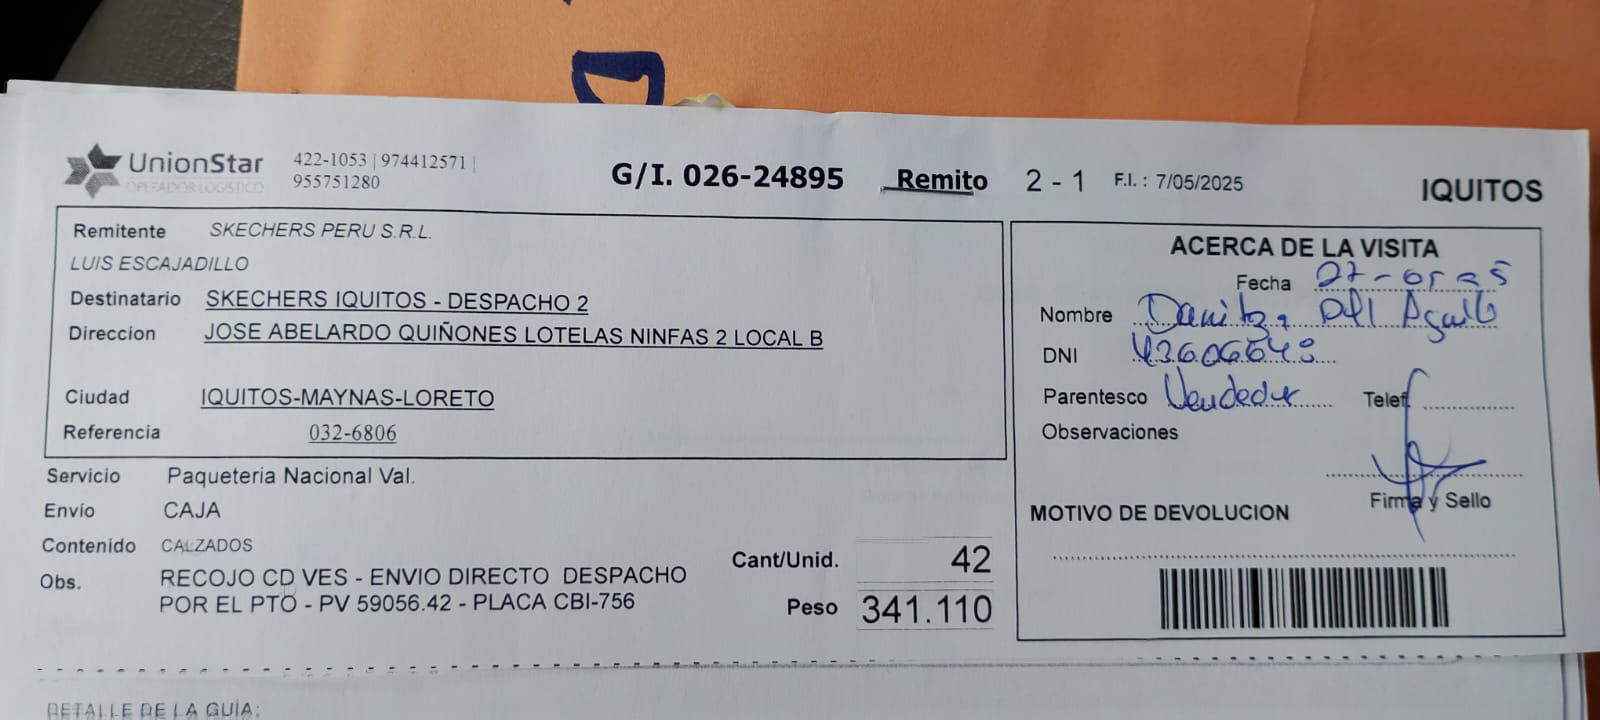 UnionStar
OPERADOR LOGISTICO
422-1053 | 974412571 |
955751280
G/I. 026-24895 Remito 2 - 1 F.I. : 7/05/2025 IQUITOS
Remitente SKECHERS PERU S.R.L.
LUIS ESCAJADILLO
Destinatario SKECHERS IQUITOS - DESPACHO 2
Direccion JOSE ABELARDO QUIÑONES LOTELAS NINFAS 2 LOCAL B
Ciudad IQUITOS-MAYNAS-LORETO
Referencia 032-6806
Servicio Paqueteria Nacional Val.
Envío CAJA
Contenido CALZADOS
Obs. RECOJO CD VES - ENVIO DIRECTO DESPACHO
POR EL PTO - PV 59056.42 - PLACA CBI-756
Cant/Unid. 42
Peso 341.110
ACERCA DE LA VISITA
Fecha
Nombre Danitza Del Aguila
DNI
Parentesco Vendedor Telef
Observaciones
Firma y Sello
MOTIVO DE DEVOLUCION
DETALLE DE LA GUÍA: